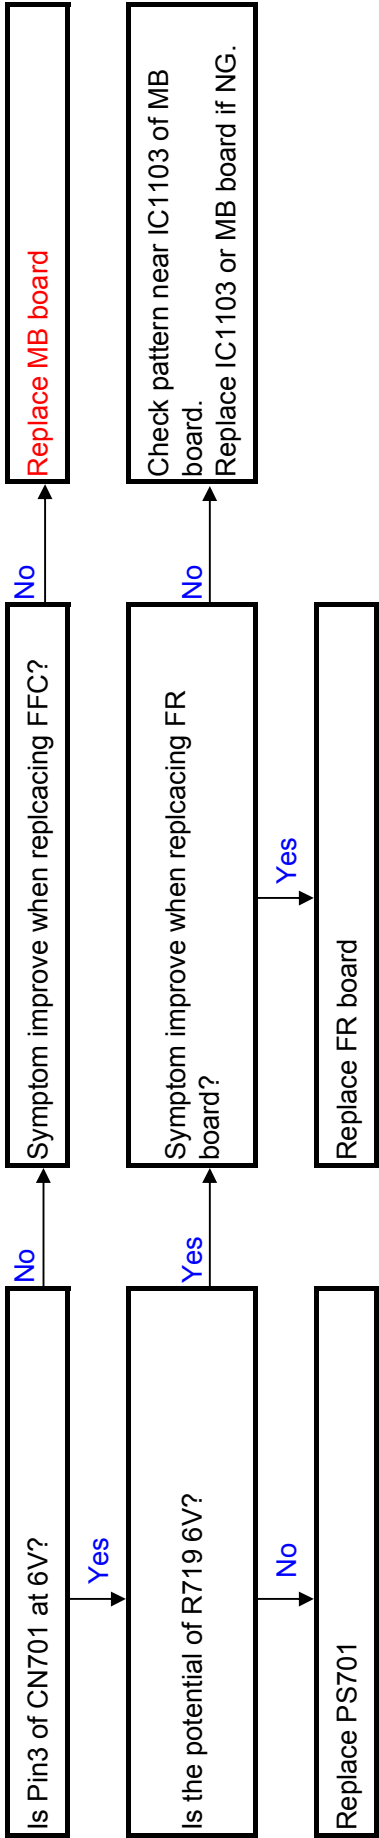 Is Pin3 of CN701 at 6V?
No
Symptom improve when replcacing FFC?
No
Replace MB board
Yes
Is the potential of R719 6V?
Yes
Symptom improve when replcacing FR
board?
No
Check pattern near IC1103 of MB
board.
Replace IC1103 or MB board if NG.
No
Yes
Replace PS701
Replace FR board